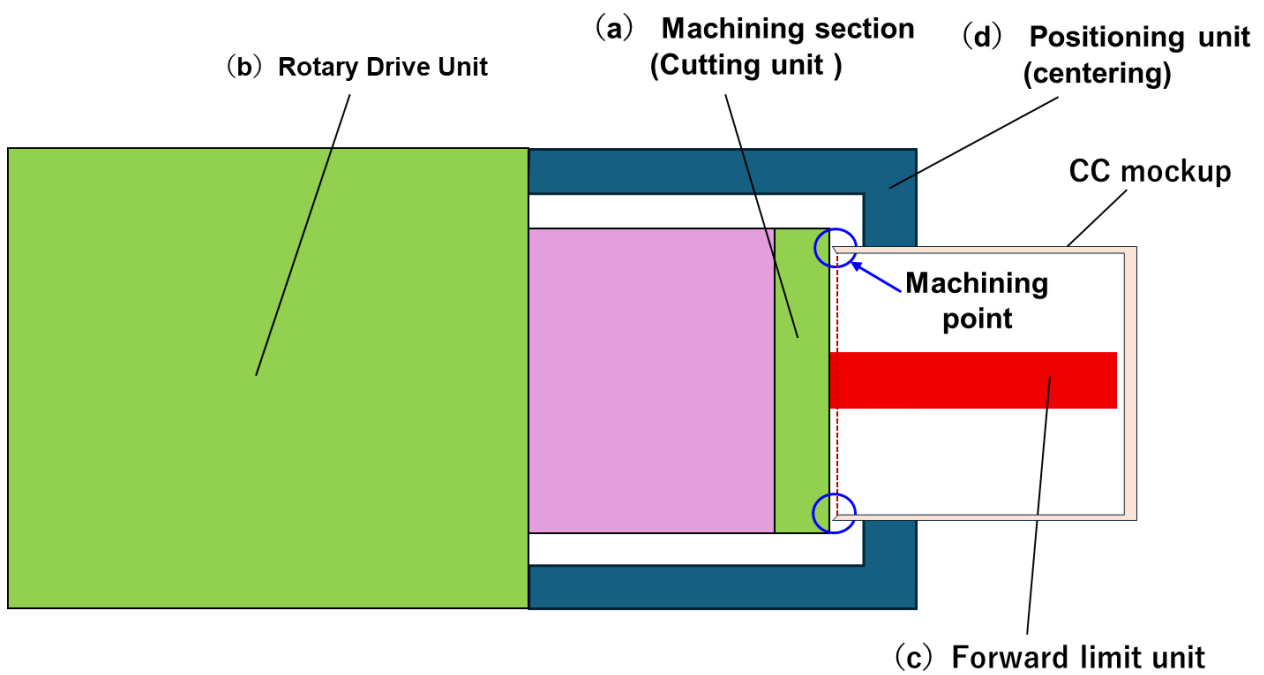 （a） Machining section
(Cutting unit )
（d） Positioning unit
(centering)
（b）Rotary Drive Unit
CC mockup
Machining
point
（c）Forward limit unit